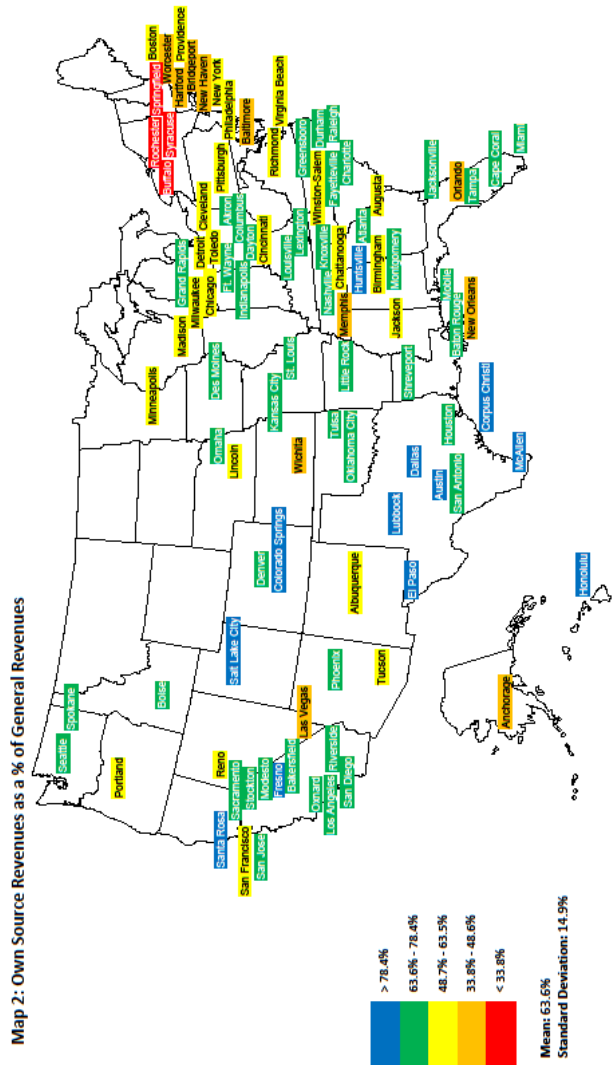 Map 2: Own Source Revenues as a % of General Revenues
Seattle
Spokane
Portland
Boise
Reno
Santa Rosa
Sacramento
San Francisco
Stockton
San Jose
Modesto
Fresno
Bakersfield
Las Vegas
Oxnard
Los Angeles
Riverside
San Diego
Salt Lake City
Phoenix
Tucson
Denver
Colorado Springs
Albuquerque
El Paso
Lubbock
Dallas
Austin
San Antonio
Houston
Corpus Christi
McAllen
Omaha
Lincoln
Wichita
Tulsa
Oklahoma City
Minneapolis
Des Moines
Kansas City
St. Louis
Little Rock
Shreveport
Baton Rouge
New Orleans
Mobile
Jackson
Memphis
Madison
Milwaukee
Chicago
Grand Rapids
Detroit
Toledo
Ft. Wayne
Indianapolis
Cleveland
Akron
Columbus
Dayton
Cincinnati
Louisville
Lexington
Nashville
Knoxville
Chattanooga
Huntsville
Birmingham
Montgomery
Atlanta
Augusta
Winston-Salem
Greensboro
Durham
Raleigh
Fayetteville
Charlotte
Jacksonville
Orlando
Tampa
Cape Coral
Miami
Richmond
Virginia Beach
Pittsburgh
Philadelphia
Baltimore
Buffalo
Rochester
Syracuse
Springfield
Boston
Worcester
Providence
Hartford
Bridgeport
New Haven
New York
Anchorage
Honolulu
> 78.4%
63.6% - 78.4%
48.7% - 63.5%
33.8% - 48.6%
< 33.8%
Mean: 63.6%
Standard Deviation: 14.9%